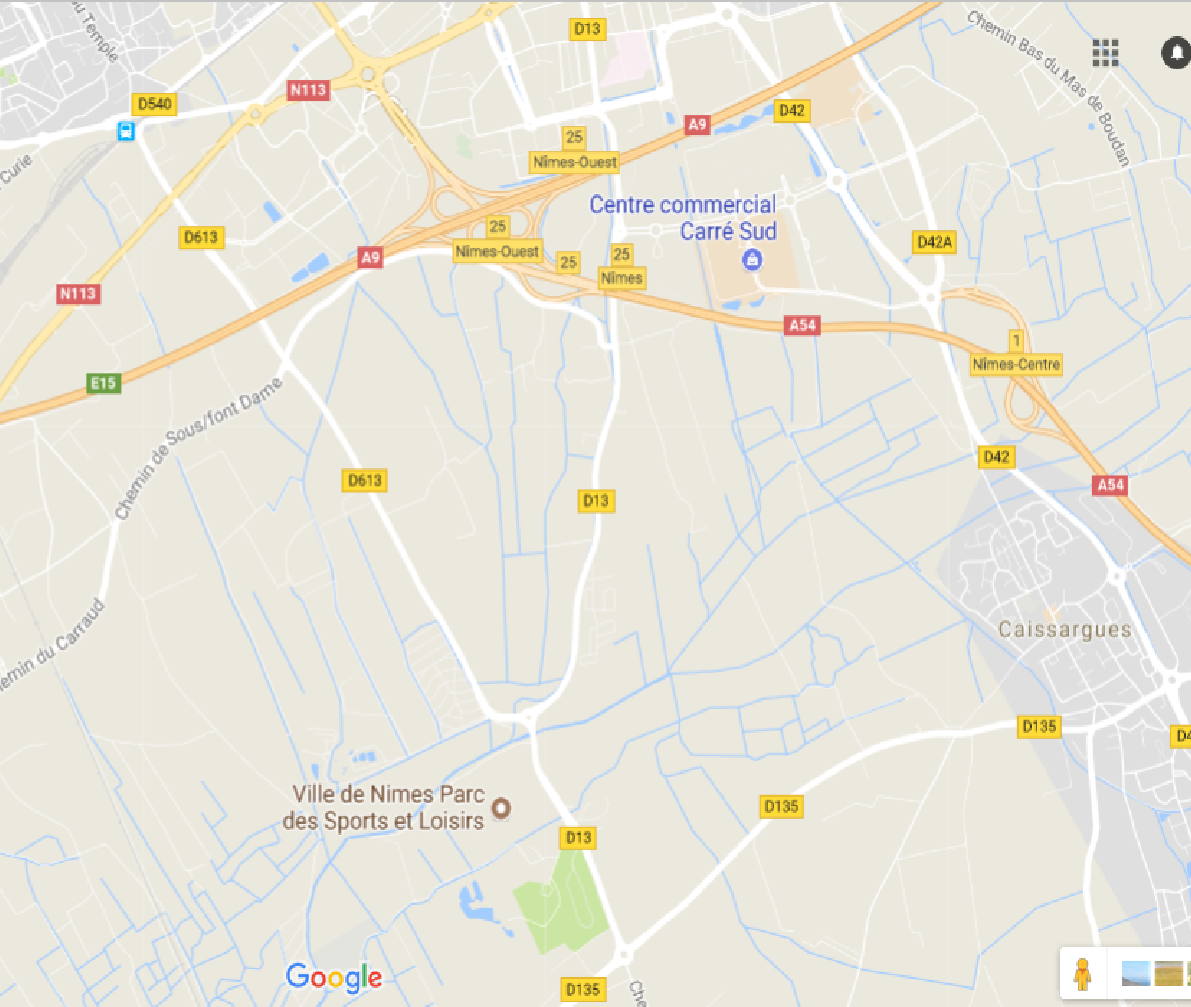 du Temple
D13
Chemin Bas du Mas de Boudan
N113
D540
D42
A9
25
Nîmes-Ouest
Curie
Centre commercial
Carré Sud
25
D613
D42A
Nîmes-Ouest
25
25
A9
Nîmes
N113
A54
1
Nîmes-Centre
E15
Chemin de Sous/font Dame
D42
D613
A54
D13
emin du Carraud
Caissargues
D135
D4
Ville de Nimes Parc
des Sports et Loisirs
D135
D13
Google
D135
Che